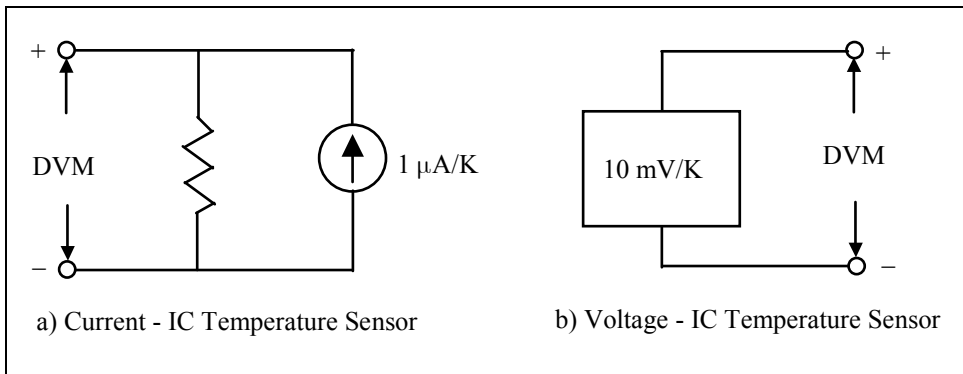 +
DVM
−
1 μA/K
a) Current - IC Temperature Sensor
10 mV/K
+
DVM
−
b) Voltage - IC Temperature Sensor